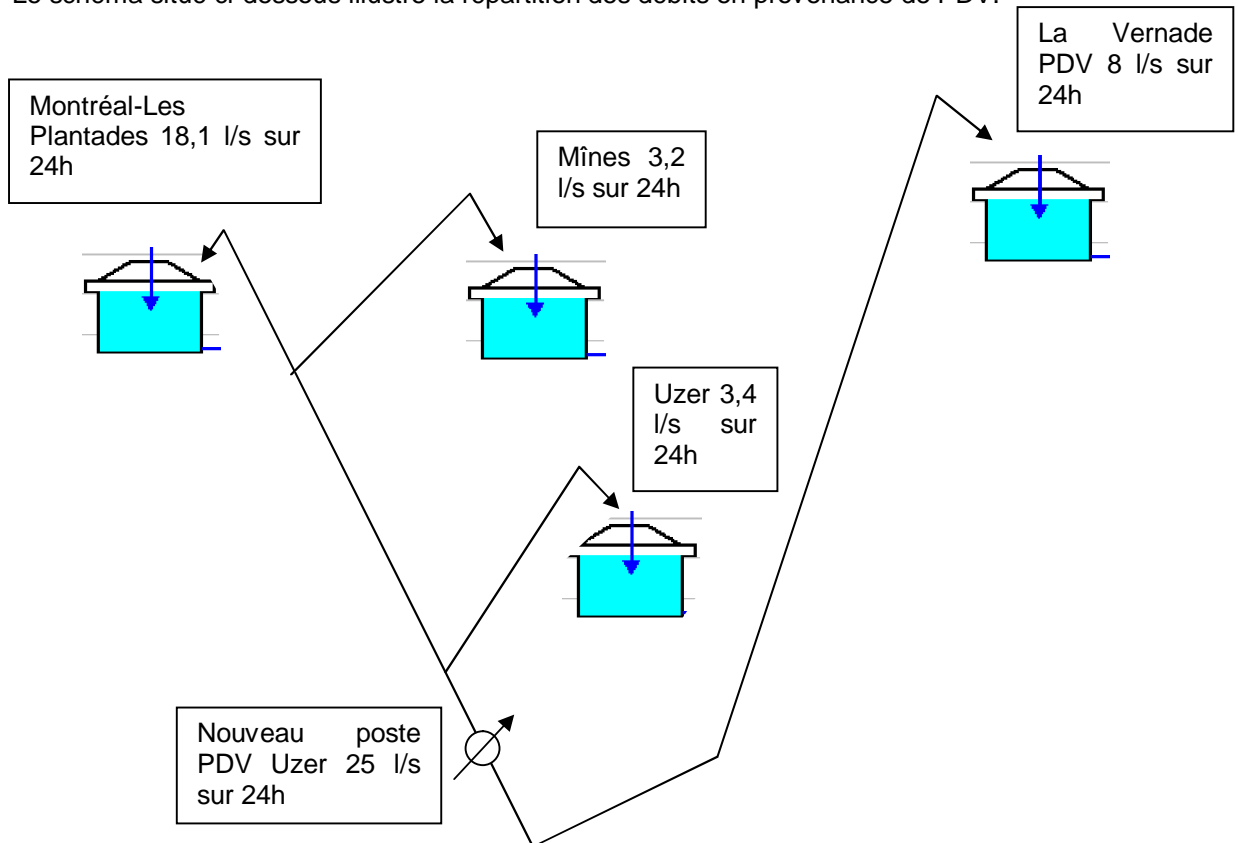 Le schéma situé ci-dessous illustre la répartition des débits en provenance de PDV.
La Vernade
PDV 8 l/s sur
24h
Montréal-Les
Plantades 18,1 l/s sur
24h
Mînes 3,2
l/s sur 24h
Uzer 3,4
l/s sur
24h
Nouveau poste
PDV Uzer 25 l/s
sur 24h